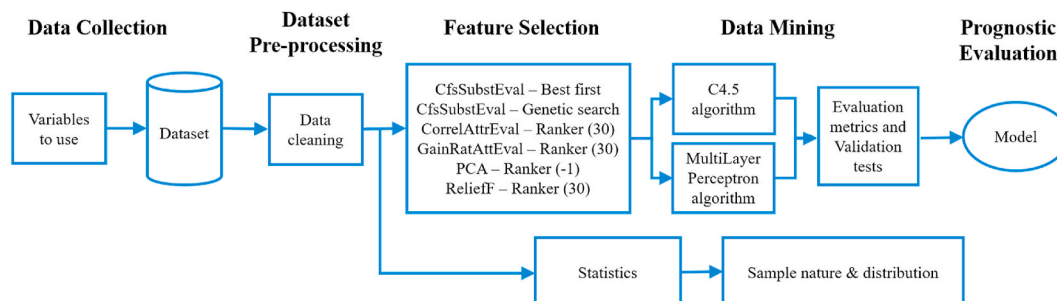 Data Collection
Dataset
Pre-processing
Feature Selection
Data Mining
Prognostic
Evaluation
Variables
to use
Dataset
Data
cleaning
CfsSubstEval – Best first
CfsSubstEval – Genetic search
CorrelAttrEval – Ranker (30)
GainRatAttEval – Ranker (30)
PCA – Ranker (-1)
ReliefF – Ranker (30)
C4.5
algorithm
MultiLayer
Perceptron
algorithm
Evaluation
metrics and
Validation
tests
Model
Statistics
Sample nature & distribution